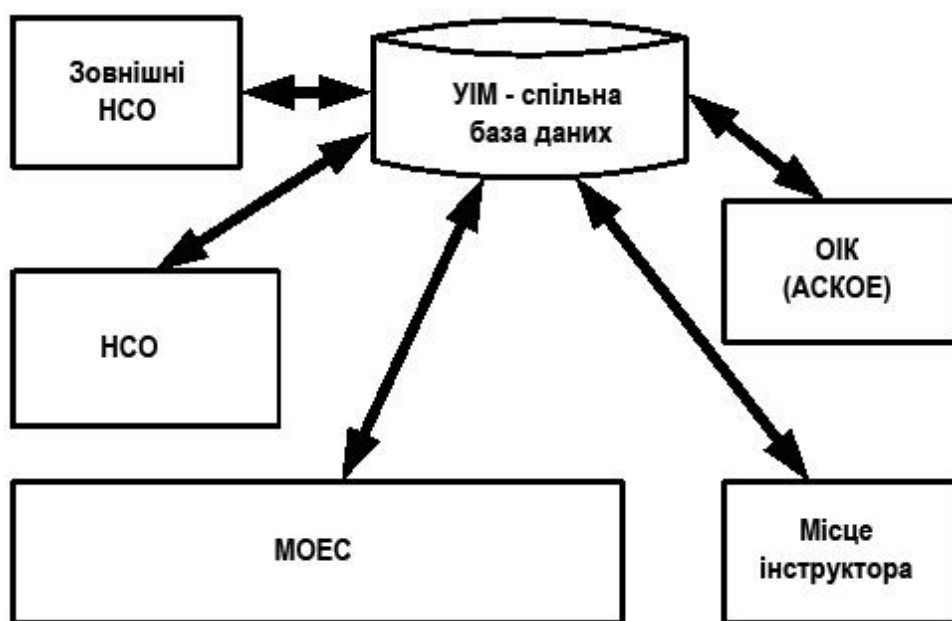 Зовнішні
НСО
УІМ - спільна
база даних
ОІК
(АСКОЕ)
НСО
МОЕС
Місце
інструктора